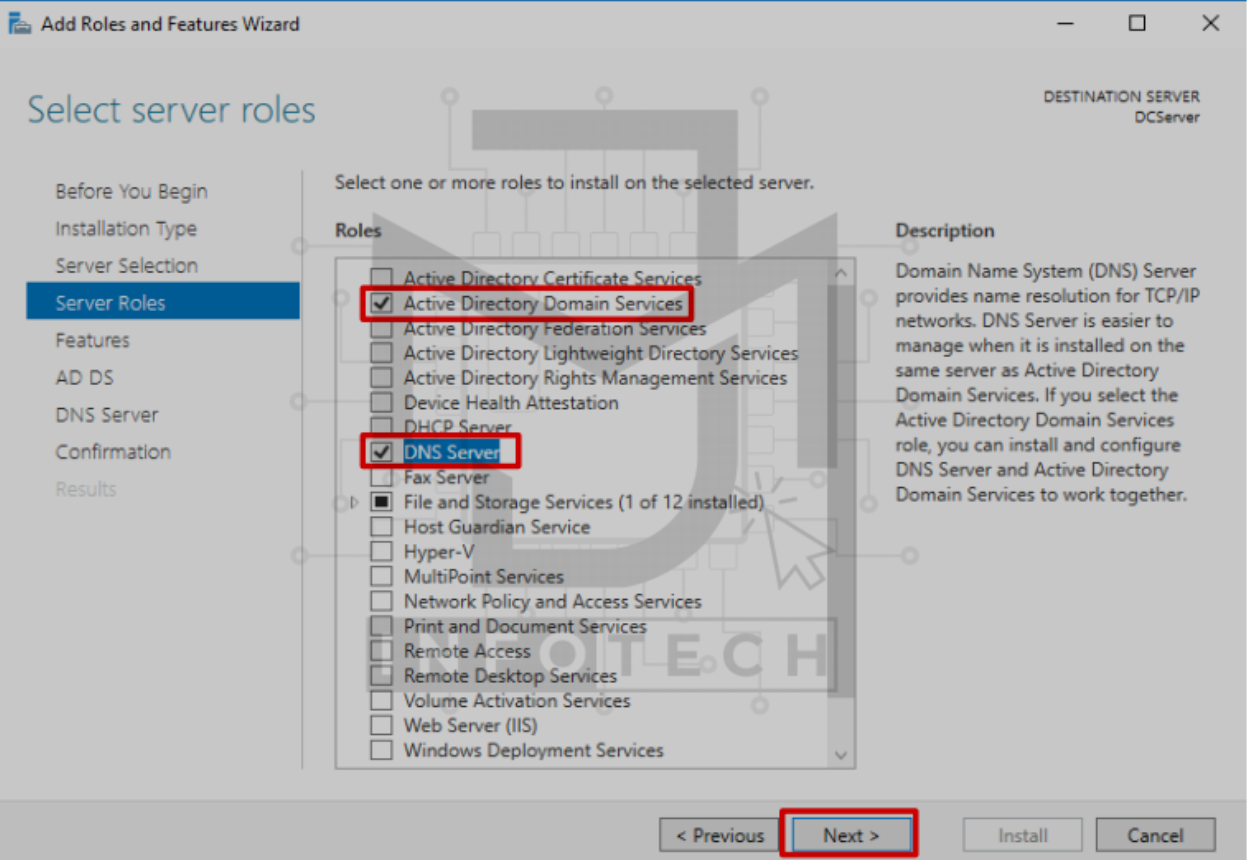 Add Roles and Features Wizard
Select server roles
DESTINATION SERVER
DCServer
Before You Begin
Installation Type
Server Selection
Server Roles
Features
AD DS
DNS Server
Confirmation
Results
Select one or more roles to install on the selected server.
Roles
Active Directory Certificate Services
Active Directory Domain Services
Active Directory Federation Services
Active Directory Lightweight Directory Services
Active Directory Rights Management Services
Device Health Attestation
DHCP Server
DNS Server
Fax Server
File and Storage Services (1 of 12 installed)
Host Guardian Service
Hyper-V
MultiPoint Services
Network Policy and Access Services
Print and Document Services
Remote Access
Remote Desktop Services
Volume Activation Services
Web Server (IIS)
Windows Deployment Services
Description
Domain Name System (DNS) Server
provides name resolution for TCP/IP
networks. DNS Server is easier to
manage when it is installed on the
same server as Active Directory
Domain Services. If you select the
Active Directory Domain Services
role, you can install and configure
DNS Server and Active Directory
Domain Services to work together.
INFOTECH
< Previous
Next >
Install
Cancel